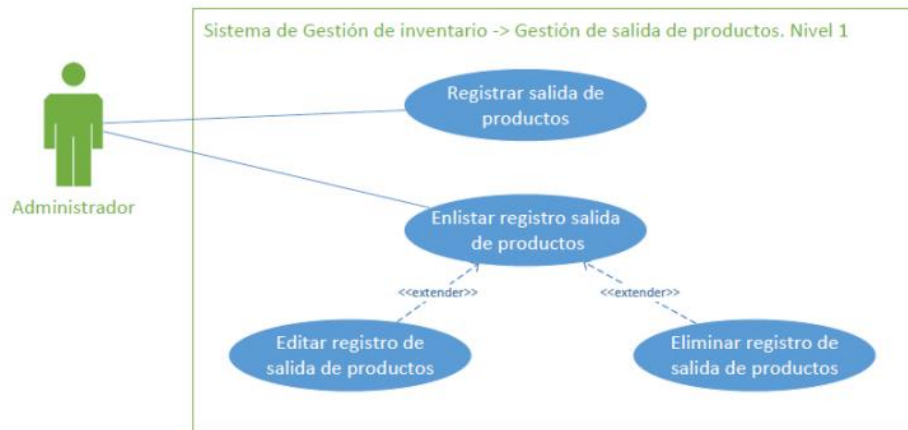 Sistema de Gestión de inventario -> Gestión de salida de productos. Nivel 1
Registrar salida de
productos
Administrador
Enlistar registro salida
de productos
<<extender>>
<<extender>>
Editar registro de
salida de productos
Eliminar registro de
salida de productos